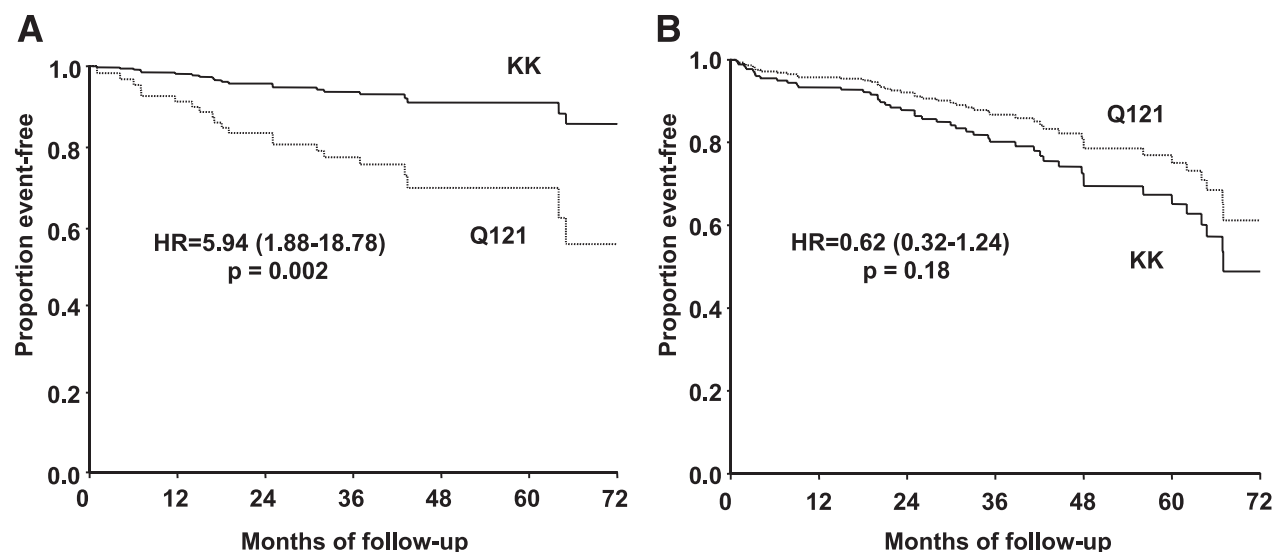 A
Proportion event-free
1.0
0.8
0.6
0.4
0.2
0.0
KK
HR=5.94 (1.88-18.78)
p = 0.002
Q121
0 12 24 36 48 60 72
Months of follow-up
B
Proportion event-free
1.0
0.8
0.6
0.4
0.2
0.0
Q121
HR=0.62 (0.32-1.24)
p = 0.18
KK
0 12 24 36 48 60 72
Months of follow-up